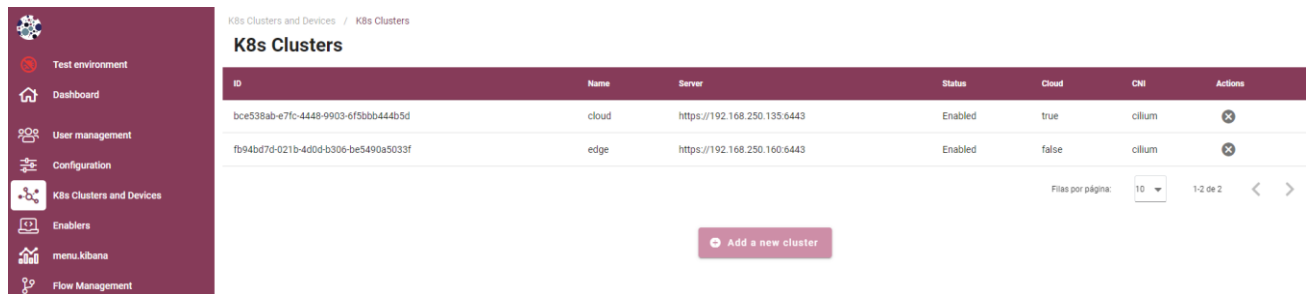 K8s Clusters and Devices / K8s Clusters
K8s Clusters
Test environment
Dashboard
User management
Configuration
K8s Clusters and Devices
Enablers
menu.kibana
Flow Management
ID Name Server Status Cloud CNI Actions
bce538ab-e7fc-4448-9903-6f5bbb444b5d cloud https://192.168.250.135:6443 Enabled true cilium
fb94bd7d-021b-4d0d-b306-be5490a5033f edge https://192.168.250.160:6443 Enabled false cilium
Filas por página: 10 1-2 de 2
Add a new cluster